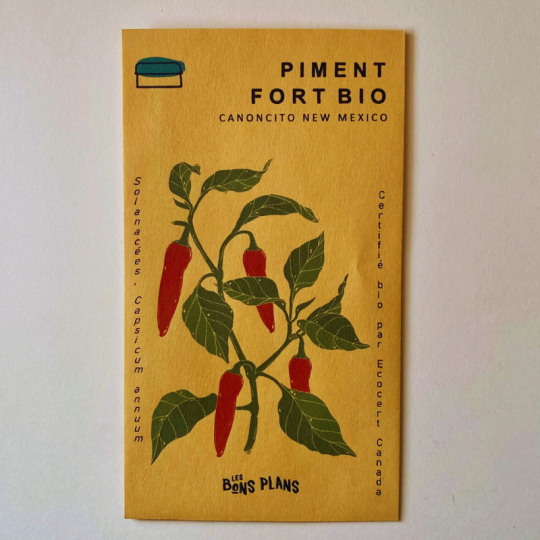 PIMENT
FORT BIO
CANONCITO NEW MEXICO
Solanacées, Capsicum annuum
Certifié bio par Ecocert Canada
LES
BONS PLANS